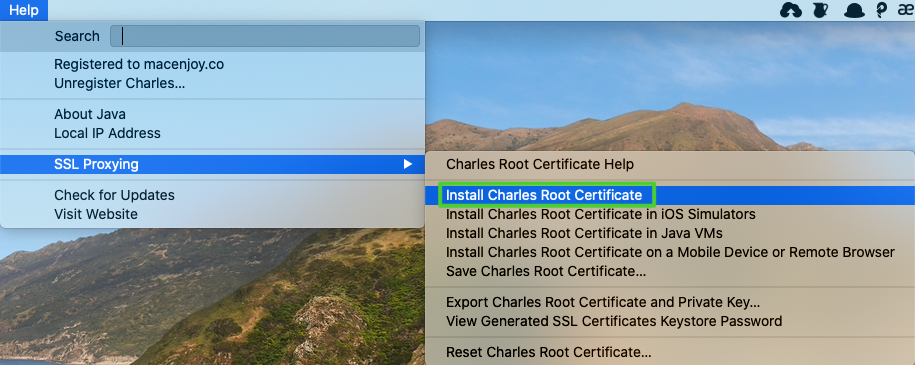 Help
Search
Registered to macenjoy.co
Unregister Charles...
About Java
Local IP Address
SSL Proxying
Check for Updates
Visit Website
Charles Root Certificate Help
Install Charles Root Certificate
Install Charles Root Certificate in iOS Simulators
Install Charles Root Certificate in Java VMs
Install Charles Root Certificate on a Mobile Device or Remote Browser
Save Charles Root Certificate...
Export Charles Root Certificate and Private Key...
View Generated SSL Certificates Keystore Password
Reset Charles Root Certificate...